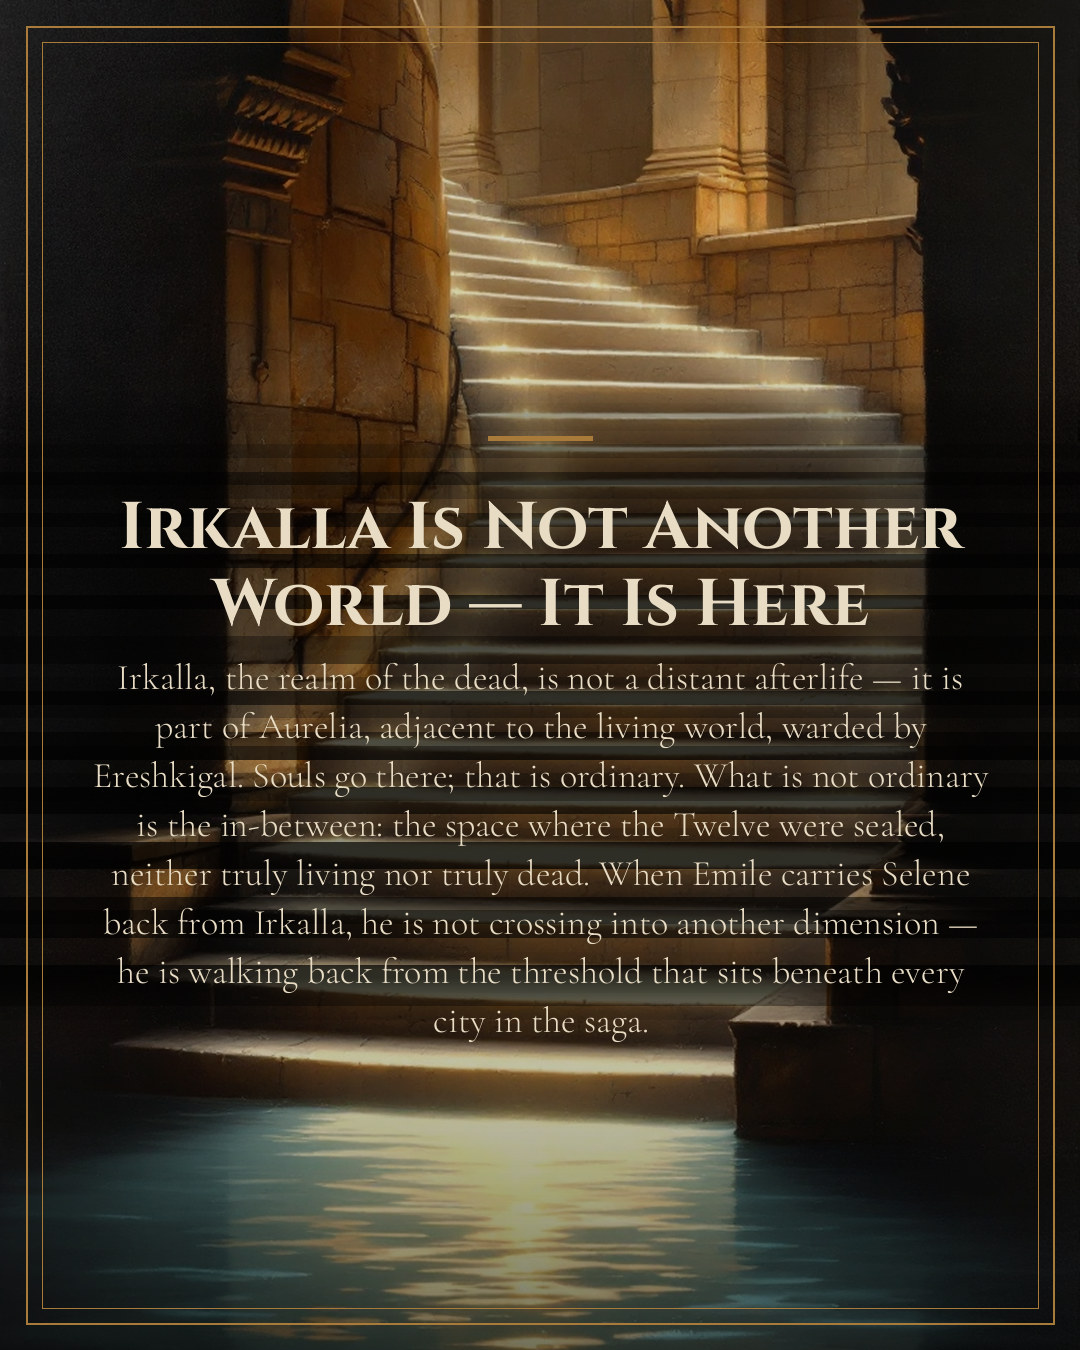 Irkalla Is Not Another
World — It Is Here
Irkalla, the realm of the dead, is not a distant afterlife — it is
part of Aurelia, adjacent to the living world, warded by
Ereshkigal. Souls go there; that is ordinary. What is not ordinary
is the in-between: the space where the Twelve were sealed,
neither truly living nor truly dead. When Emile carries Selene
back from Irkalla, he is not crossing into another dimension —
he is walking back from the threshold that sits beneath every
city in the saga.